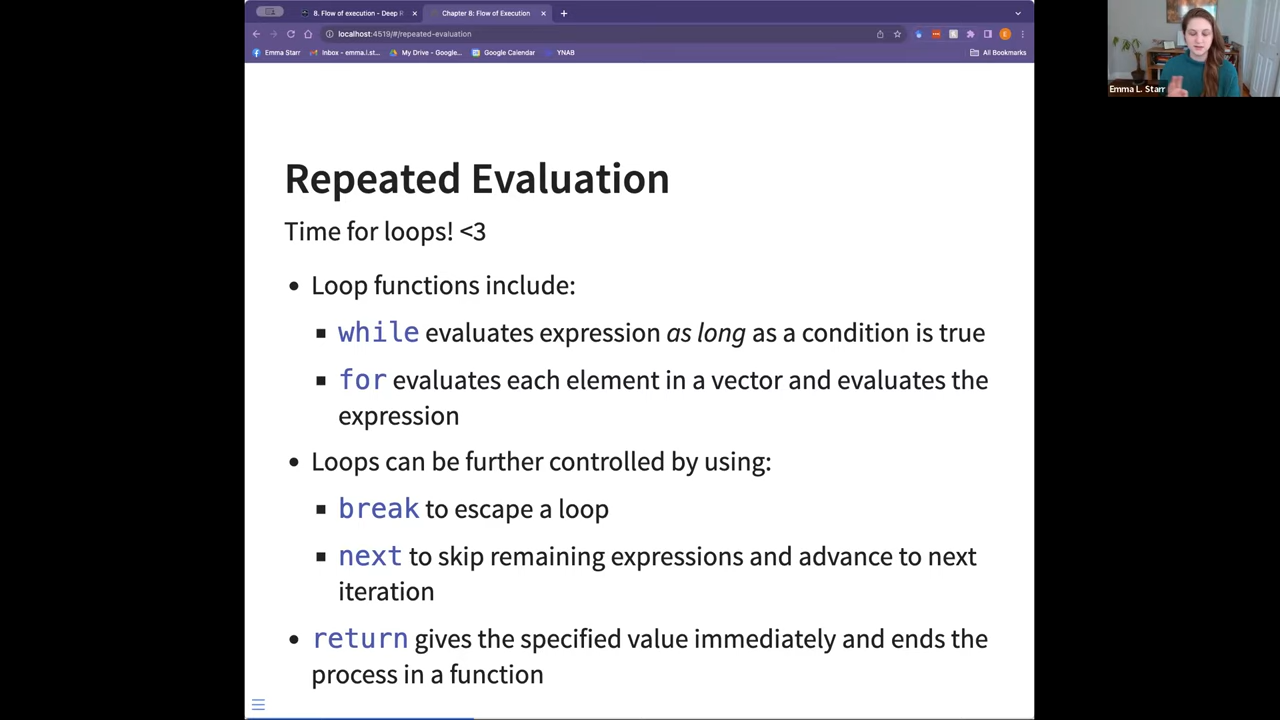 8. Flow of execution - Deep R
Chapter 8: Flow of Execution
localhost:4519/#/repeated-evaluation
Emma Starr
Inbox - emma.i.st...
My Drive - Google...
Google Calendar
YNAB
All Bookmarks
Emma L. Starr
Repeated Evaluation
Time for loops! <3
Loop functions include:
while evaluates expression as long as a condition is true
for evaluates each element in a vector and evaluates the
expression
Loops can be further controlled by using:
break to escape a loop
next to skip remaining expressions and advance to next
iteration
return gives the specified value immediately and ends the
process in a function